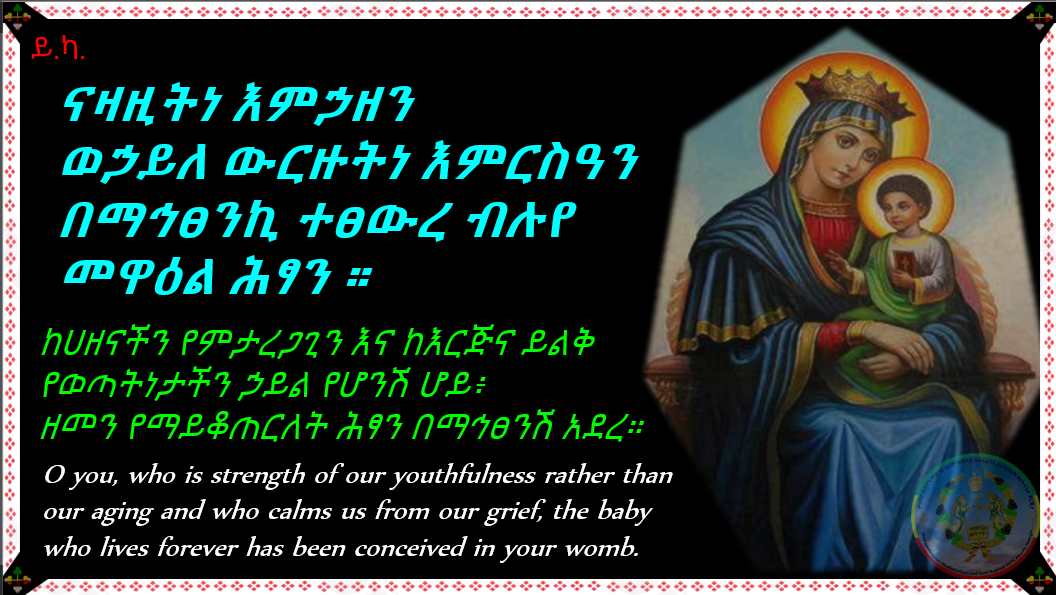 ይ.ካ.
ናዛዚትነ እምኃዘን
ወኃይለ ውርዙትነ እምርስዓን
በማኅፀንኪ ተፀውረ ብሉየ
መዋዕል ሕፃን ።
ከሀዘናችን የምታረጋጊን እና ከእርጅና ይልቅ
የወጣትነታችን ኃይል የሆንሽ ሆይ፥
ዘመን የማይቆጠርለት ሕፃን በማኅፀንሽ አደረ።
O you, who is strength of our youthfulness rather than
our aging and who calms us from our grief, the baby
who lives forever has been conceived in your womb.